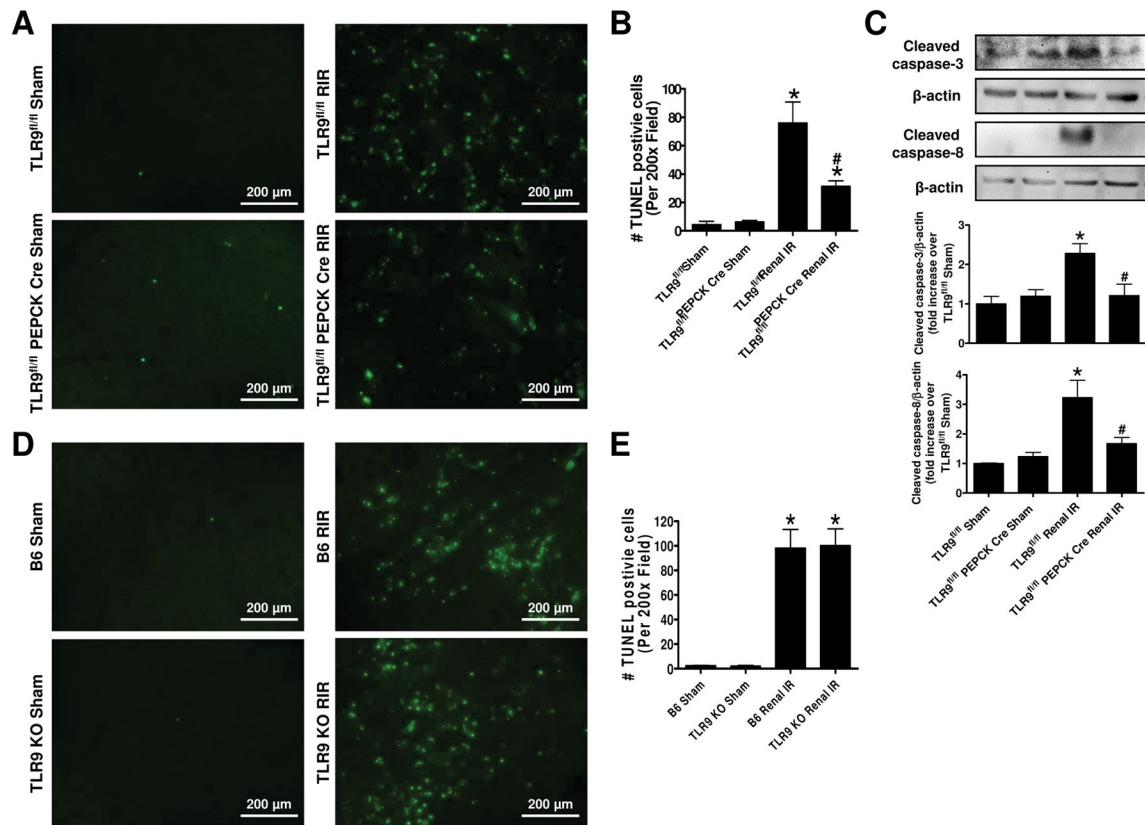 A
TLR9fl/fl Sham
200 µm
TLR9fl/fl RIR
200 µm
TLR9fl/fl PEPCK Cre Sham
200 µm
TLR9fl/fl PEPCK Cre RIR
200 µm
B
# TUNEL postivie cells
(Per 200x Field)
100
80
60
40
20
0
*
#
*
TLR9fl/fl Sham
TLR9fl/fl PEPCK Cre Sham
TLR9fl/fl Renal IR
TLR9fl/fl PEPCK Cre Renal IR
C
Cleaved
caspase-3
β-actin
Cleaved
caspase-8
β-actin
Cleaved caspase-3/β-actin
(fold increase over
TLR9fl/fl Sham)
3
2
1
0
*
#
Cleaved caspase-8/β-actin
(fold increase over
TLR9fl/fl Sham)
4
3
2
1
0
*
#
TLR9fl/fl Sham
TLR9fl/fl PEPCK Cre Sham
TLR9fl/fl Renal IR
TLR9fl/fl PEPCK Cre Renal IR
D
B6 Sham
200 µm
B6 RIR
200 µm
TLR9 KO Sham
200 µm
TLR9 KO RIR
200 µm
E
# TUNEL postivie cells
(Per 200x Field)
120
100
80
60
40
20
0
*
*
B6 Sham
TLR9 KO Sham
B6 Renal IR
TLR9 KO Renal IR